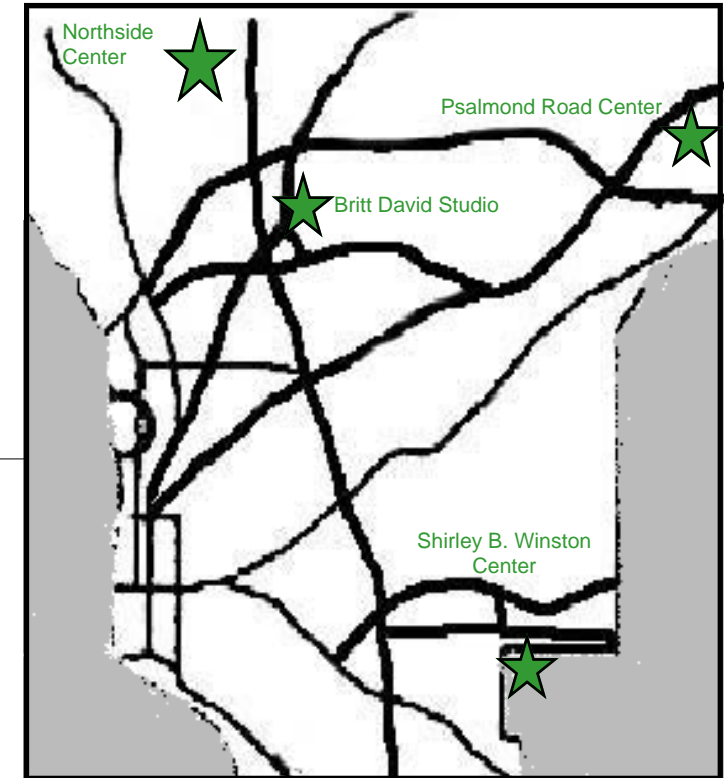 Northside
Center
Psalmond Road Center
Britt David Studio
Shirley B. Winston
Center